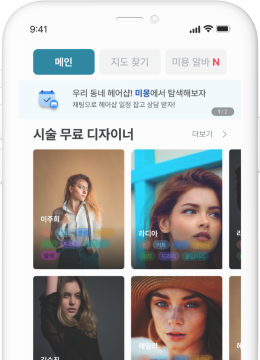 9:41
메인 지도 찾기 미용 알바 N
우리 동네 헤어샵! 미몽에서 탐색해보자
채팅으로 헤어샵 일정 잡고 상담 받자!
1/2
시술 무료 디자이너
더보기 >
이주희
라디아